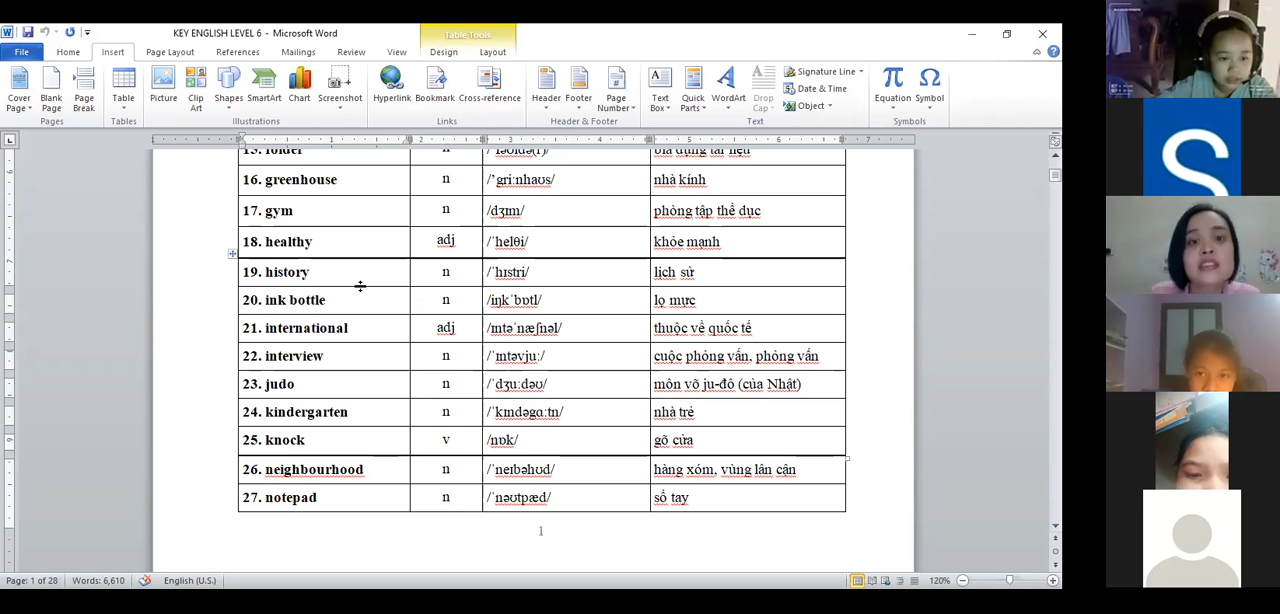 KEY ENGLISH LEVEL 6 - Microsoft Word
Table Tools
File Home Insert Page Layout References Mailings Review View Design Layout
Cover Page Blank Page Page Break Table Picture Clip Art Shapes SmartArt Chart Screenshot Hyperlink Bookmark Cross-reference Header Footer Page Number Text Box Quick Parts WordArt Drop Cap Signature Line Date & Time Object Equation Symbol
Pages Tables Illustrations Links Header & Footer Text Symbols
15. folder n
16. greenhouse n /ˈgriːnhaʊs/ nhà kính
17. gym n /dʒɪm/ phòng tập thể dục
18. healthy adj /ˈhelθi/ khỏe mạnh
19. history n /ˈhɪstri/ lịch sử
20. ink bottle n /iŋkˈbɒtl/ lọ mực
21. international adj /ɪntəˈnæʃnəl/ thuộc về quốc tế
22. interview n /ˈɪntəvjuː/ cuộc phỏng vấn, phỏng vấn
23. judo n /ˈdʒuːdəʊ/ môn võ ju-đô (của Nhật)
24. kindergarten n /ˈkɪndəgɑːtn/ nhà trẻ
25. knock v /nɒk/ gõ cửa
26. neighbourhood n /ˈneɪbəhʊd/ hàng xóm, vùng lân cận
27. notepad n /ˈnəʊtpæd/ sổ tay
1
Page: 1 of 28 Words: 6,610 English (U.S.) 120%
S